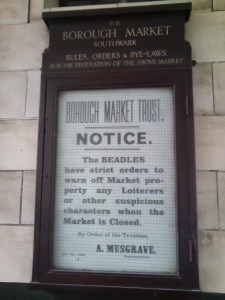 THE
BOROUGH MARKET
SOUTHWARK
RULES, ORDERS & BYE-LAWS
FOR THE REGULATION OF THE ABOVE MARKET
BOROUGH MARKET TRUST.
NOTICE.
The BEADLES
have strict orders to
warn off Market pro-
perty any Loiterers
or other suspicious
characters when the
Market is Closed.
By Order of the Trustees,
A. MUSGRAVE,